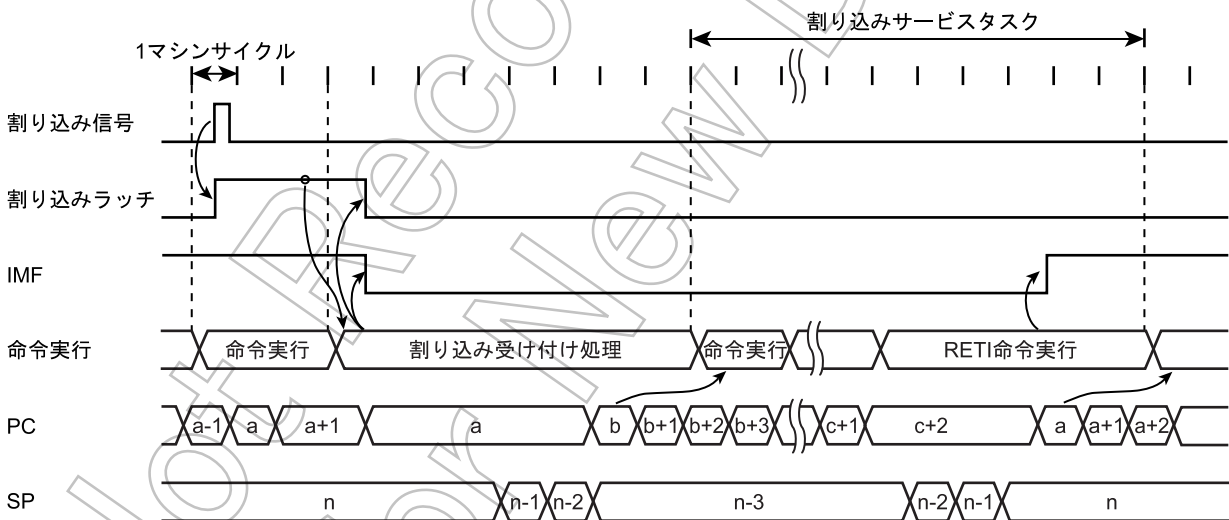 割り込みサービスタスク
1マシンサイクル
割り込み信号
割り込みラッチ
IMF
命令実行 命令実行 割り込み受け付け処理 命令実行 RETI命令実行
PC a-1 a a+1 a b b+1 b+2 b+3 c+1 c+2 a a+1 a+2
SP n n-1 n-2 n-3 n-2 n-1 n